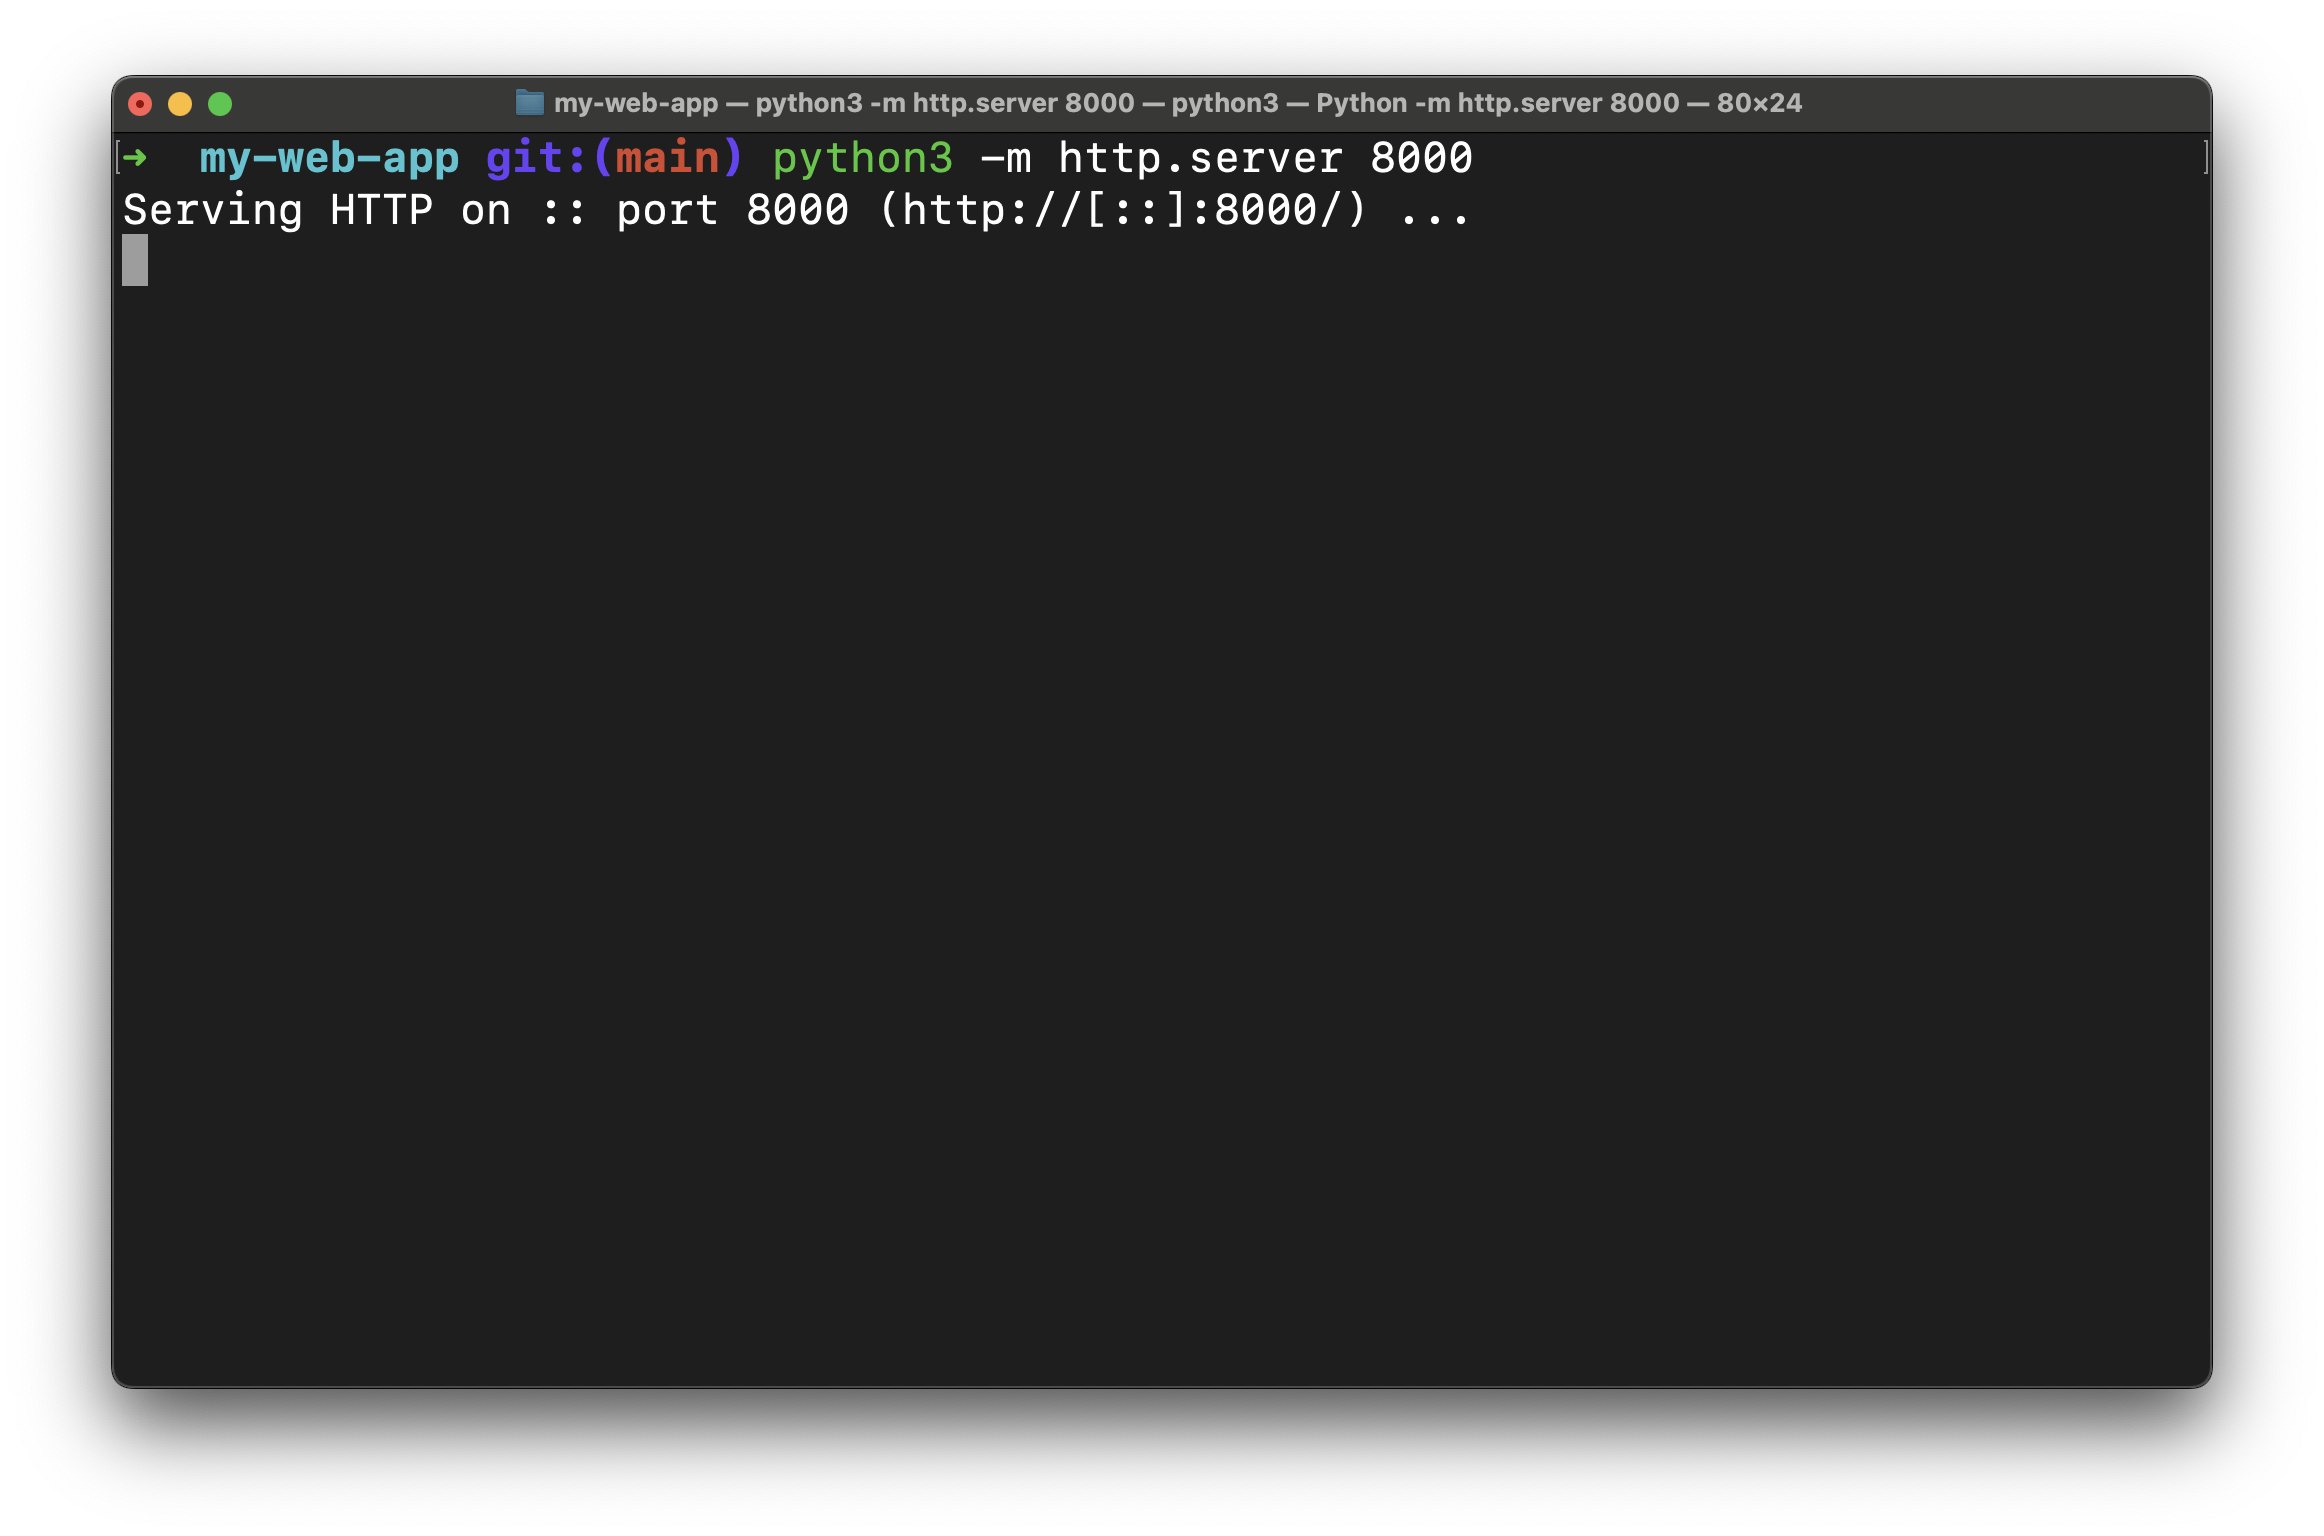 my-web-app — python3 -m http.server 8000 — python3 — Python -m http.server 8000 — 80×24
[➜  my-web-app git:(main) python3 -m http.server 8000 ]
Serving HTTP on :: port 8000 (http://[::]:8000/) ...